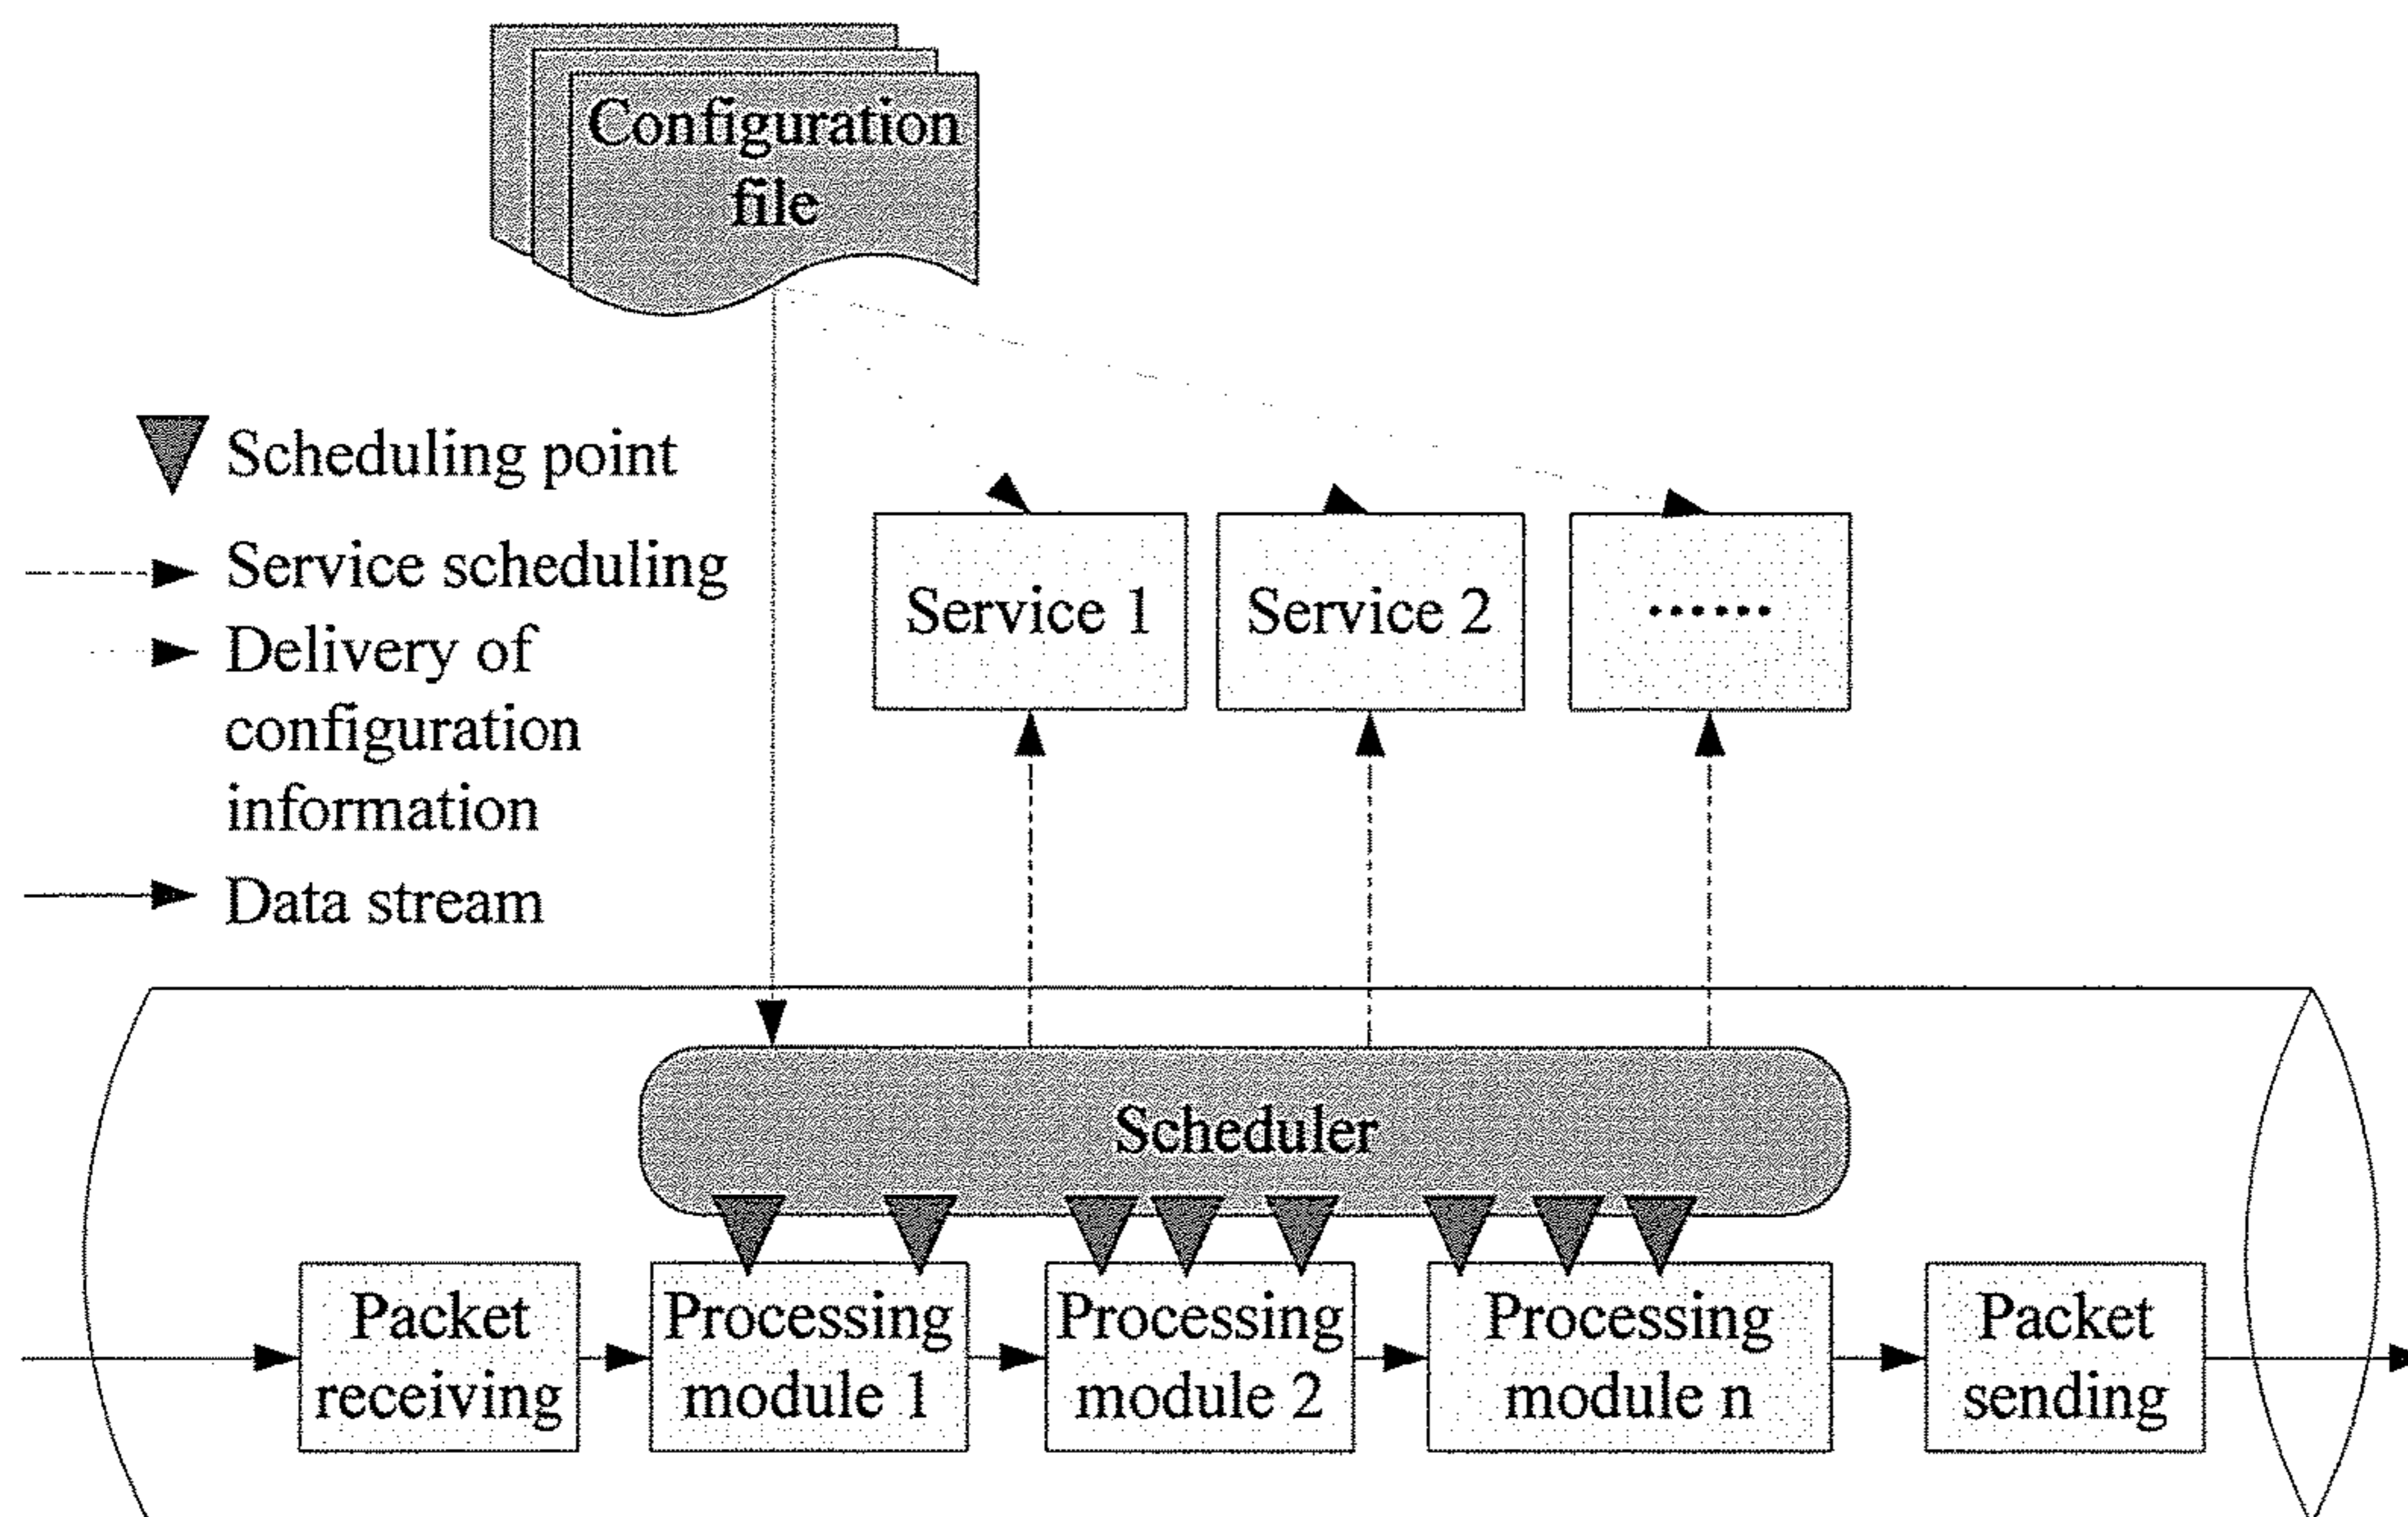 Configuration
file
Scheduling point
Service scheduling
Delivery of
configuration
information
Data stream
Service 1
Service 2
......
Scheduler
Packet
receiving
Processing
module 1
Processing
module 2
Processing
module n
Packet
sending